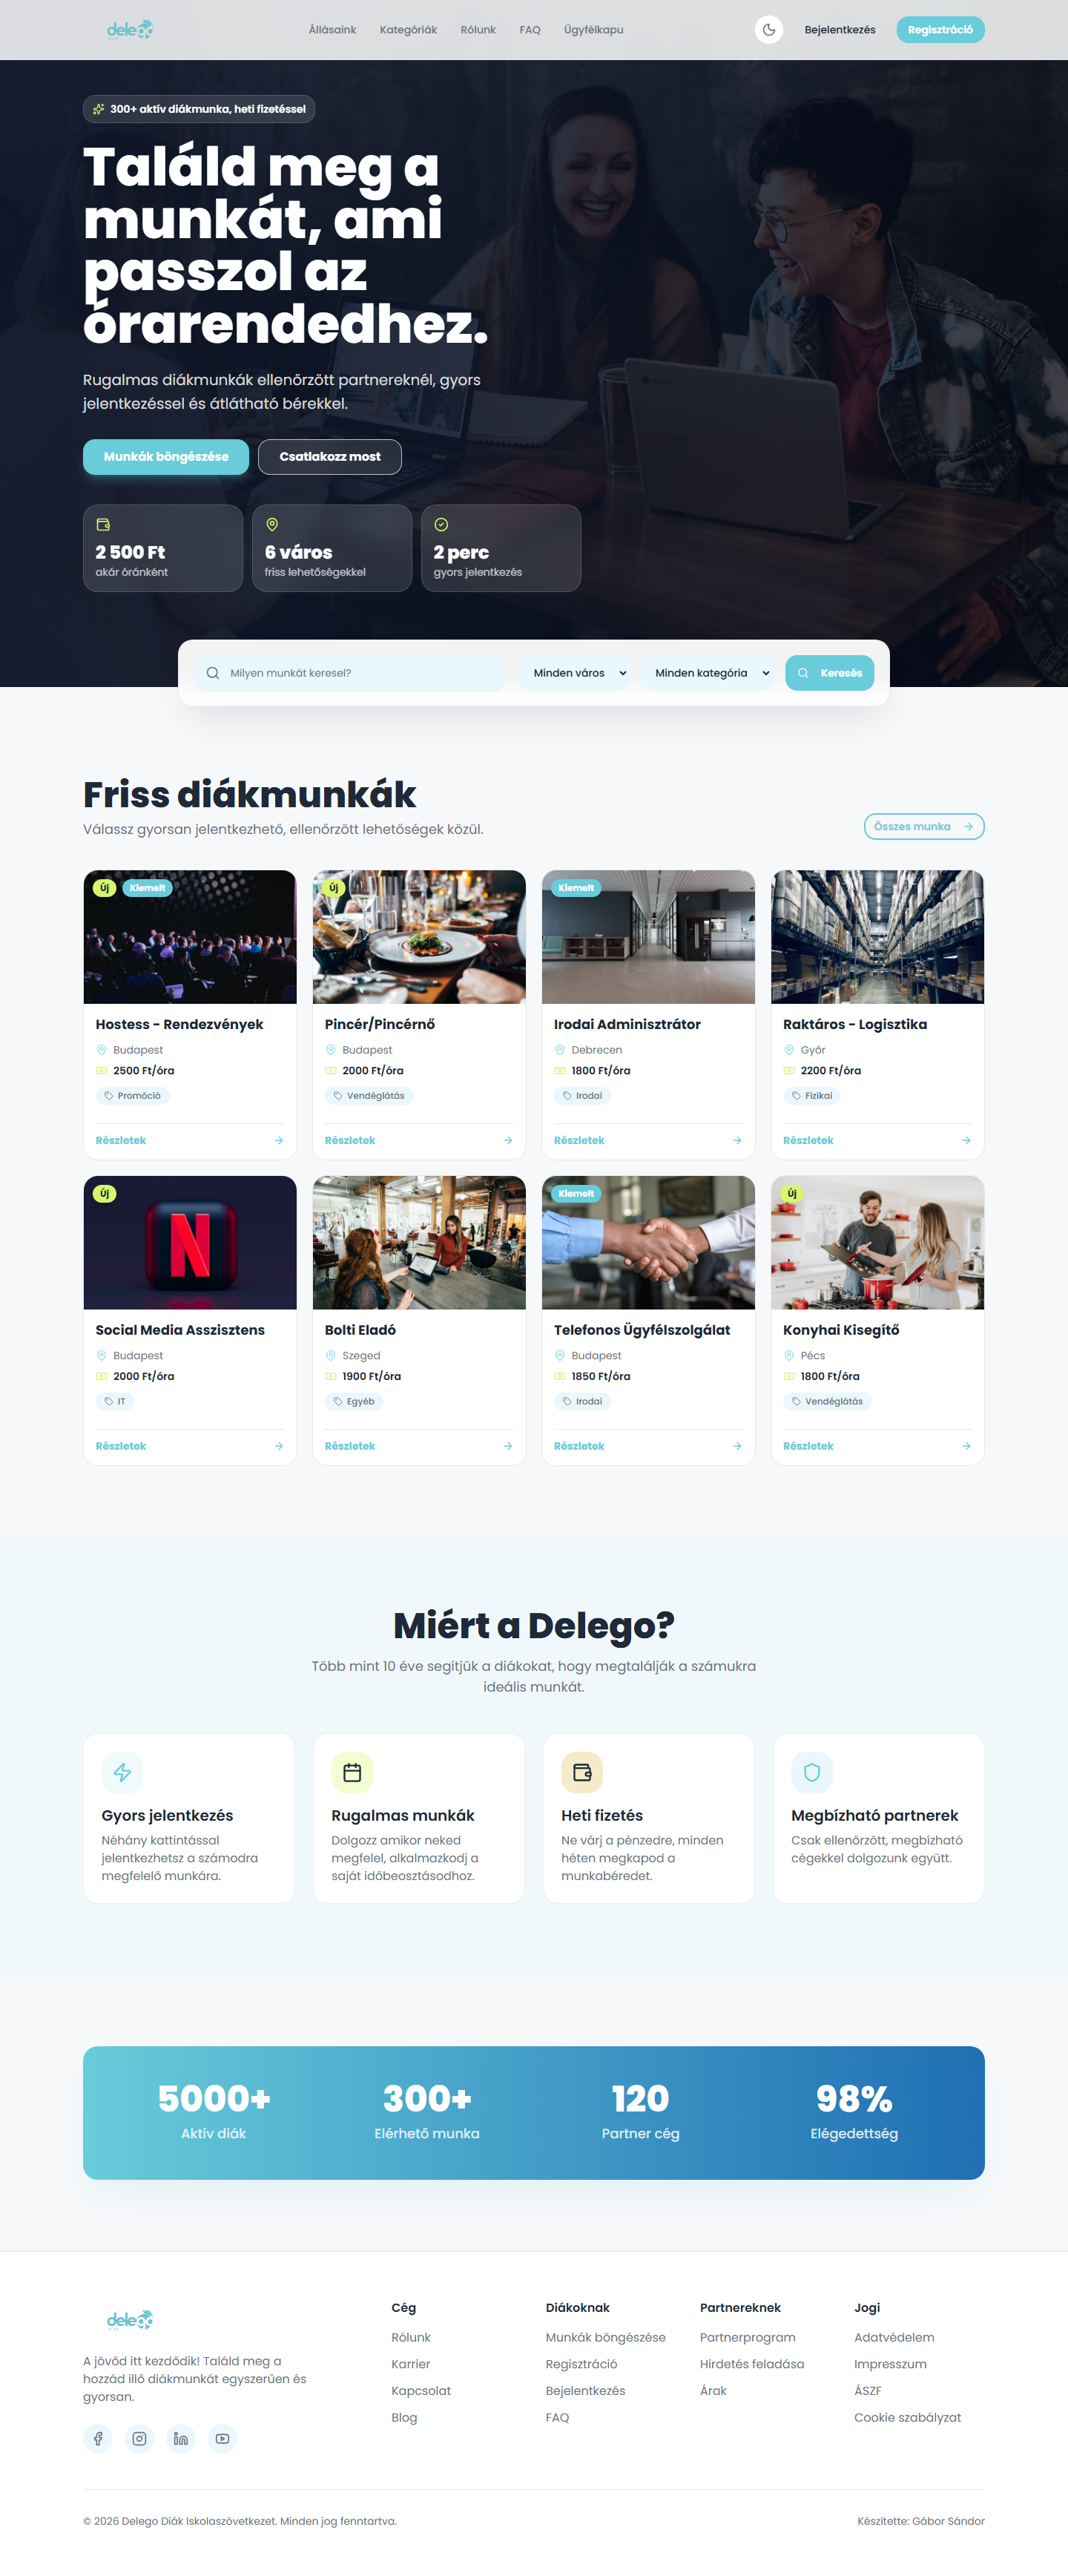 delego
Állásaink
Kategóriák
Rólunk
FAQ
Ügyfélkapu
Bejelentkezés
Regisztráció
300+ aktív diákmunka, heti fizetéssel
Találd meg a
munkát, ami
passzol az
órarendedhez.
Rugalmas diákmunkák ellenőrzött partnereknél, gyors
jelentkezéssel és átlátható bérekkel.
Munkák böngészése
Csatlakozz most
2 500 Ft
akár óránként
6 város
friss lehetőségekkel
2 perc
gyors jelentkezés
Milyen munkát keresel?
Minden város
Minden kategória
Keresés
Friss diákmunkák
Válassz gyorsan jelentkezhető, ellenőrzött lehetőségek közül.
Összes munka
Új
Kiemelt
Hostess - Rendezvények
Budapest
2500 Ft/óra
Promóció
Részletek
Új
Pincér/Pincérnő
Budapest
2000 Ft/óra
Vendéglátás
Részletek
Kiemelt
Irodai Adminisztrátor
Debrecen
1800 Ft/óra
Irodai
Részletek
Raktáros - Logisztika
Győr
2200 Ft/óra
Fizikai
Részletek
Új
N
Social Media Asszisztens
Budapest
2000 Ft/óra
IT
Részletek
Bolti Eladó
Szeged
1900 Ft/óra
Egyéb
Részletek
Kiemelt
Telefonos Ügyfélszolgálat
Budapest
1850 Ft/óra
Irodai
Részletek
Új
Konyhai Kisegítő
Pécs
1800 Ft/óra
Vendéglátás
Részletek
Miért a Delego?
Több mint 10 éve segítjük a diákokat, hogy megtalálják a számukra
ideális munkát.
Gyors jelentkezés
Néhány kattintással
jelentkezhetsz a számodra
megfelelő munkára.
Rugalmas munkák
Dolgozz amikor neked
megfelel, alkalmazkodj a
saját időbeosztásodhoz.
Heti fizetés
Ne várj a pénzedre, minden
héten megkapod a
munkabéredet.
Megbízható partnerek
Csak ellenőrzött, megbízható
cégekkel dolgozunk együtt.
5000+
Aktív diák
300+
Elérhető munka
120
Partner cég
98%
Elégedettség
delego
A jövőd itt kezdődik! Találd meg a
hozzád illő diákmunkát egyszerűen és
gyorsan.
Cég
Rólunk
Karrier
Kapcsolat
Blog
Diákoknak
Munkák böngészése
Regisztráció
Bejelentkezés
FAQ
Partnereknek
Partnerprogram
Hirdetés feladása
Árak
Jogi
Adatvédelem
Impresszum
ÁSZF
Cookie szabályzat
© 2026 Delego Diák Iskolaszövetkezet. Minden jog fenntartva.
Készítette: Gábor Sándor